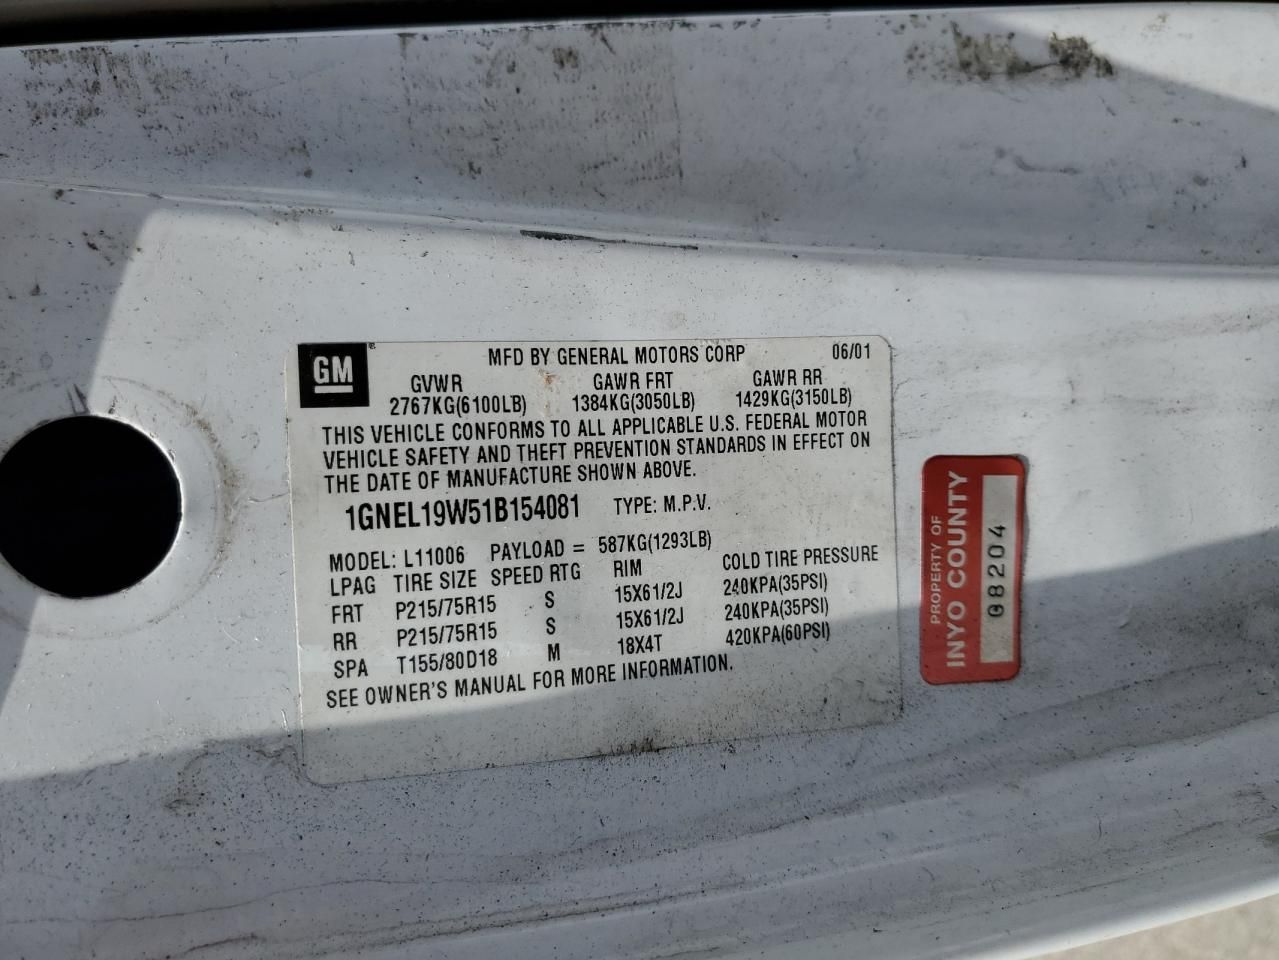 GM
MFD BY GENERAL MOTORS CORP 06/01
GVWR GAWR FRT GAWR RR
2767KG(6100LB) 1384KG(3050LB) 1429KG(3150LB)
THIS VEHICLE CONFORMS TO ALL APPLICABLE U.S. FEDERAL MOTOR
VEHICLE SAFETY AND THEFT PREVENTION STANDARDS IN EFFECT ON
THE DATE OF MANUFACTURE SHOWN ABOVE.
1GNEL19W51B154081 TYPE: M.P.V.
MODEL: L11006 PAYLOAD = 587KG(1293LB)
LPAG TIRE SIZE SPEED RTG RIM COLD TIRE PRESSURE
FRT P215/75R15 S 15X61/2J 240KPA(35PSI)
RR P215/75R15 S 15X61/2J 240KPA(35PSI)
SPA T155/80D18 M 18X4T 420KPA(60PSI)
SEE OWNER'S MANUAL FOR MORE INFORMATION.
PROPERTY OF
INYO COUNTY
08204